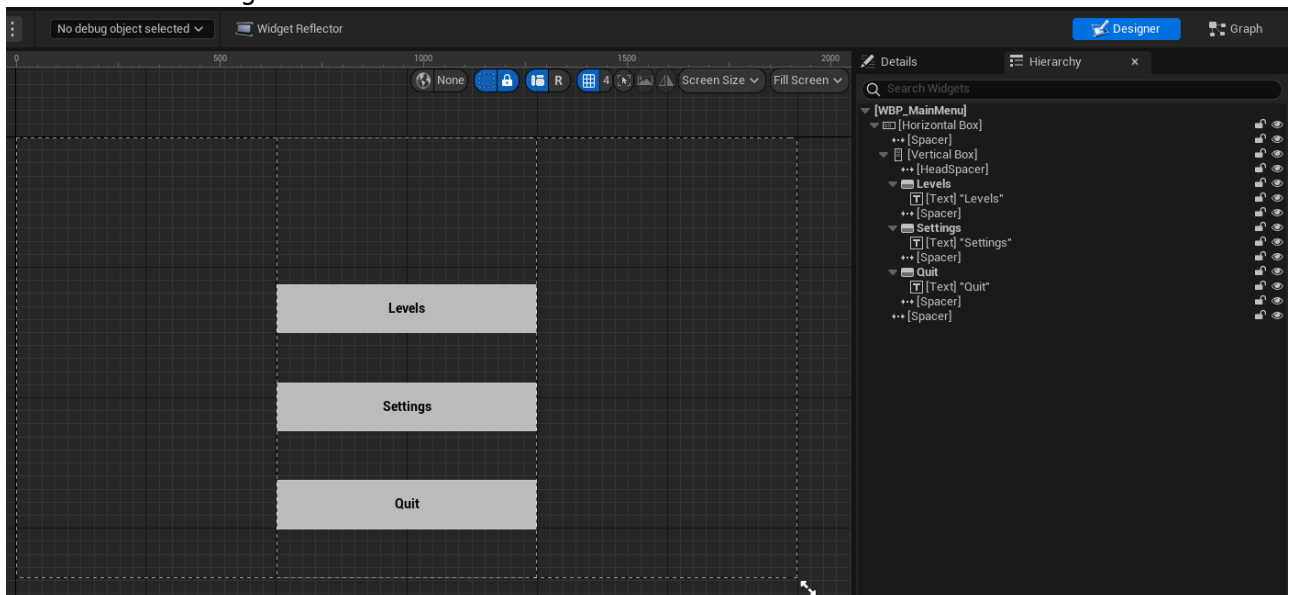 No debug object selected
Widget Reflector
Designer
Graph
0 500 1000 1500 2000
None R 4 Screen Size Fill Screen
Details
Hierarchy ×
Search Widgets
[WBP_MainMenu]
[Horizontal Box]
[Spacer]
[Vertical Box]
[HeadSpacer]
Levels
T [Text] "Levels"
[Spacer]
Settings
T [Text] "Settings"
[Spacer]
Quit
T [Text] "Quit"
[Spacer]
[Spacer]
Levels
Settings
Quit